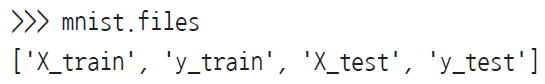 >>> mnist.files
['X_train', 'y_train', 'X_test', 'y_test']